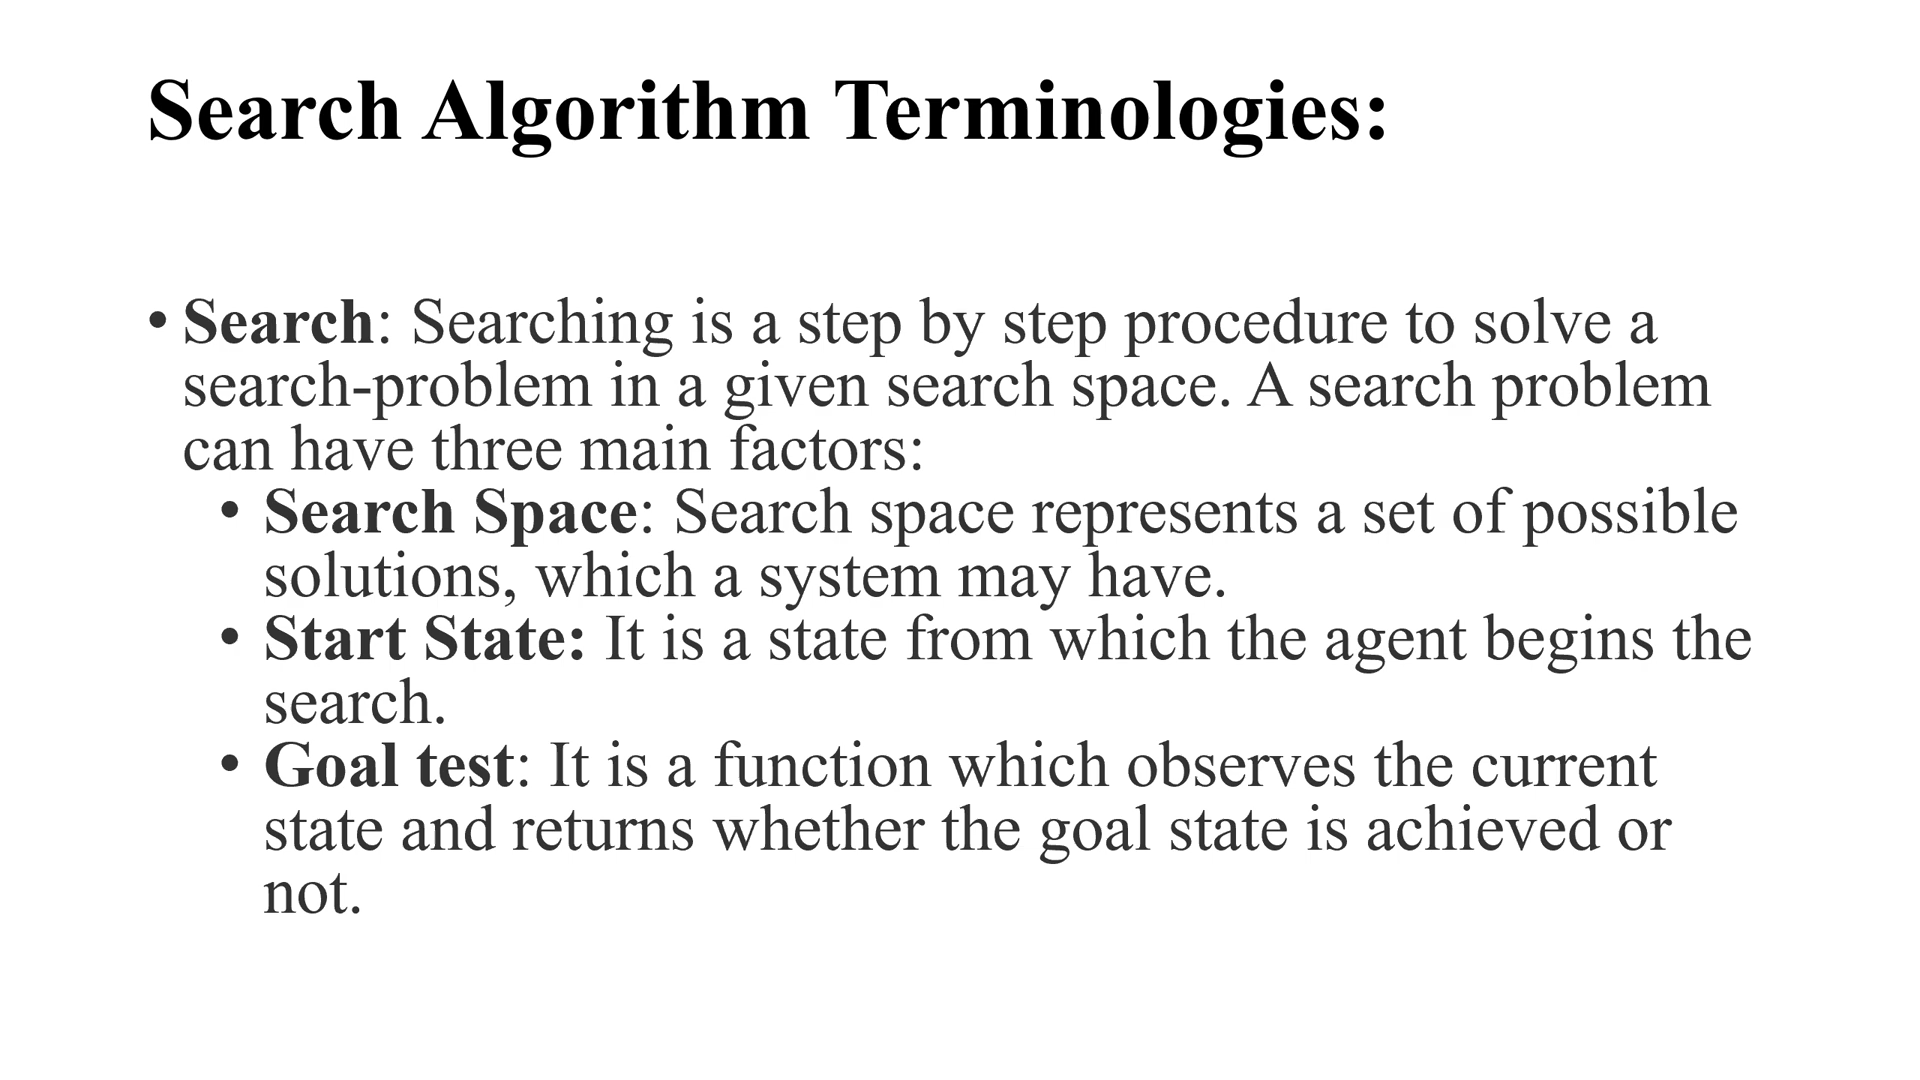 Search Algorithm Terminologies:
• Search: Searching is a step by step procedure to solve a
search-problem in a given search space. A search problem
can have three main factors:
• Search Space: Search space represents a set of possible
solutions, which a system may have.
• Start State: It is a state from which the agent begins the
search.
• Goal test: It is a function which observes the current
state and returns whether the goal state is achieved or
not.